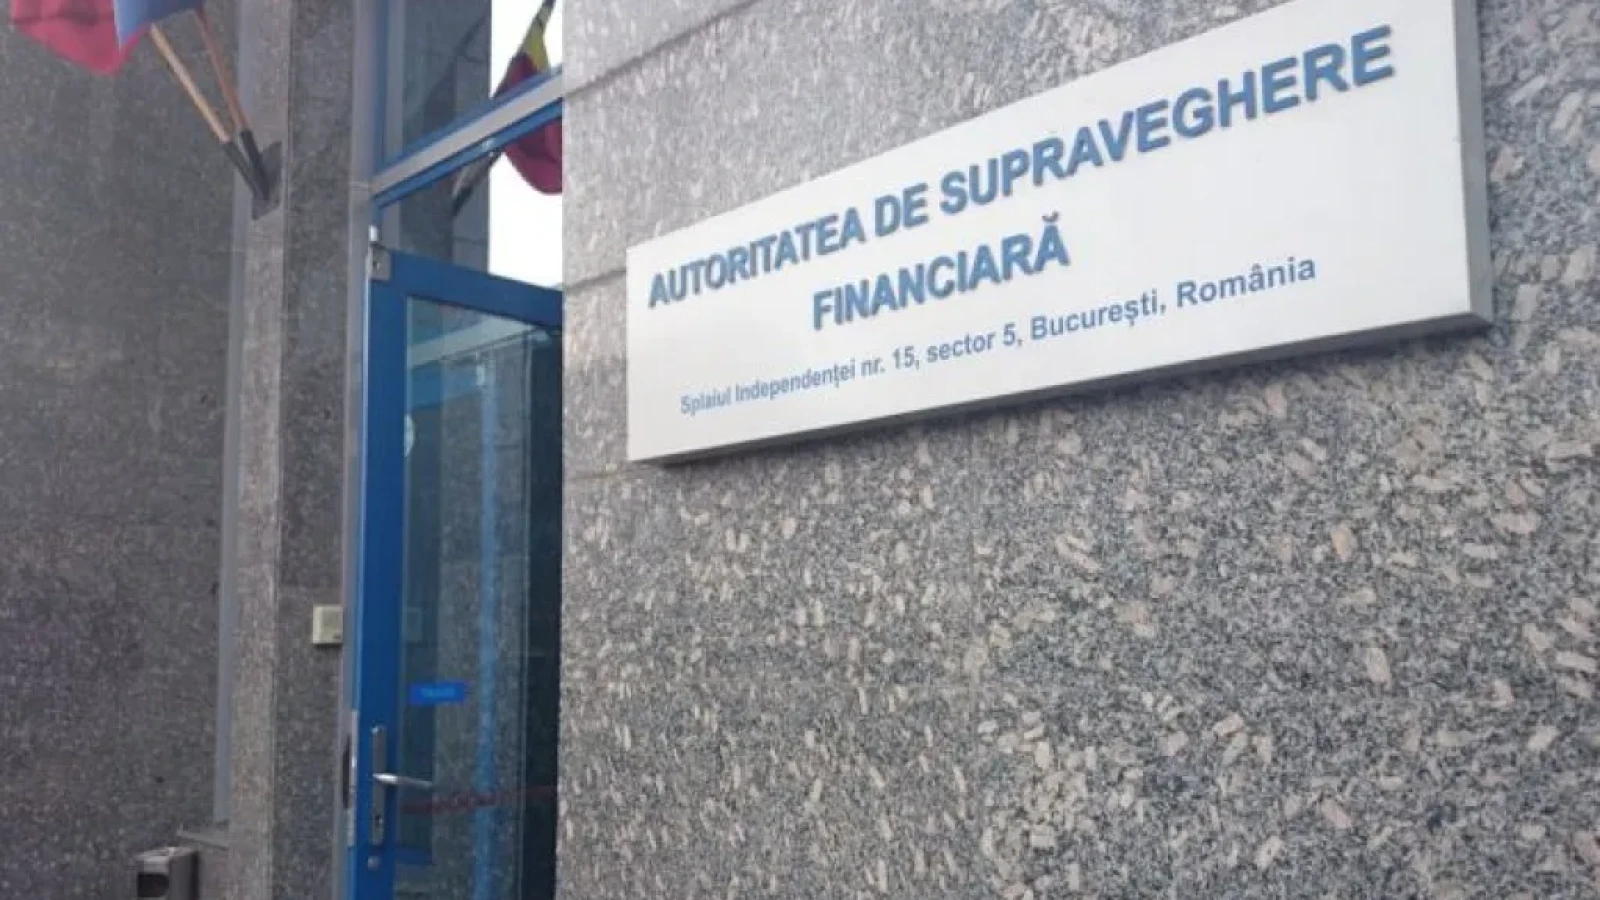 AUTORITATEA DE SUPRAVEGHERE
FINANCIARĂ
Splaiul Independenței nr. 15, sector 5, București, România